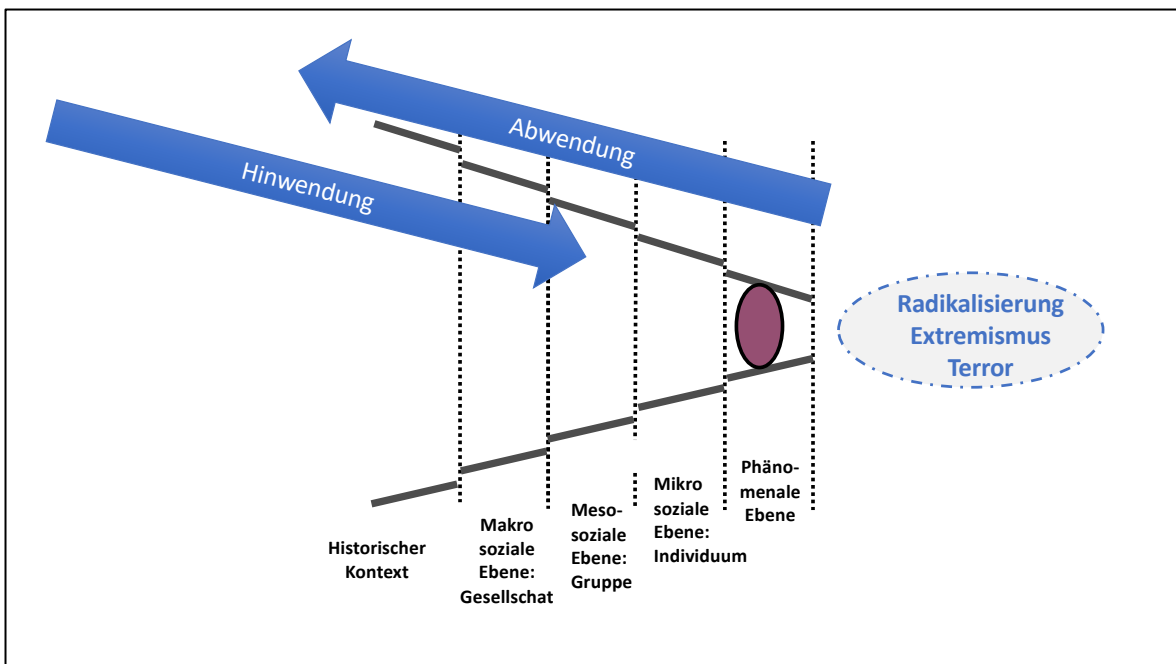 Abwendung
Hinwendung
Radikalisierung
Extremismus
Terror
Historischer
Kontext
Makro
soziale
Ebene:
Gesellschat
Meso-
soziale
Ebene:
Gruppe
Mikro
soziale
Ebene:
Individuum
Phäno-
menale
Ebene